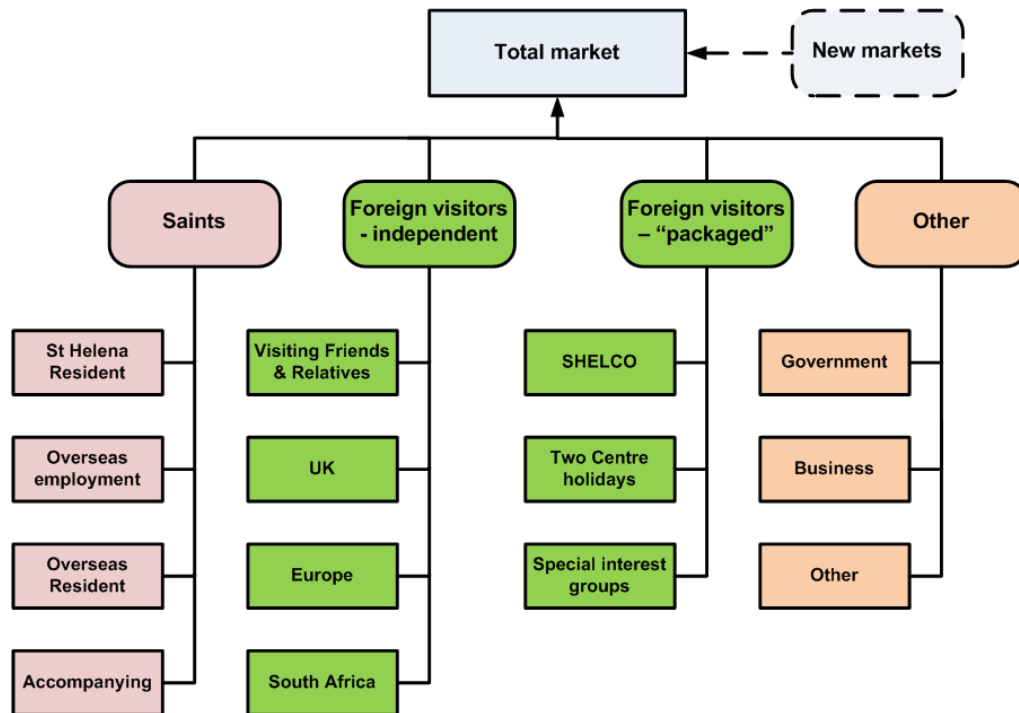 Total market
New markets
Saints
Foreign visitors
- independent
Foreign visitors
– “packaged”
Other
St Helena
Resident
Visiting Friends
& Relatives
SHELCO
Government
Overseas
employment
UK
Two Centre
holidays
Business
Overseas
Resident
Europe
Special interest
groups
Other
Accompanying
South Africa